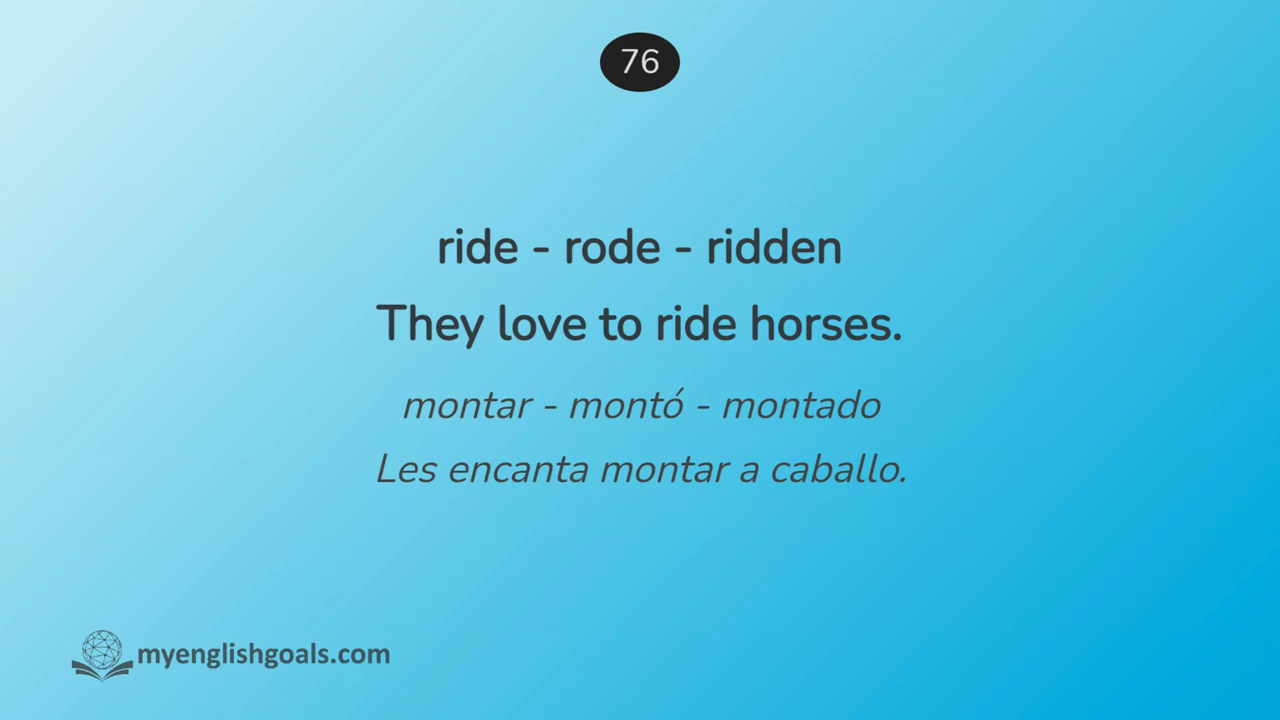 76
ride - rode - ridden
They love to ride horses.
montar - montó - montado
Les encanta montar a caballo.
myenglishgoals.com